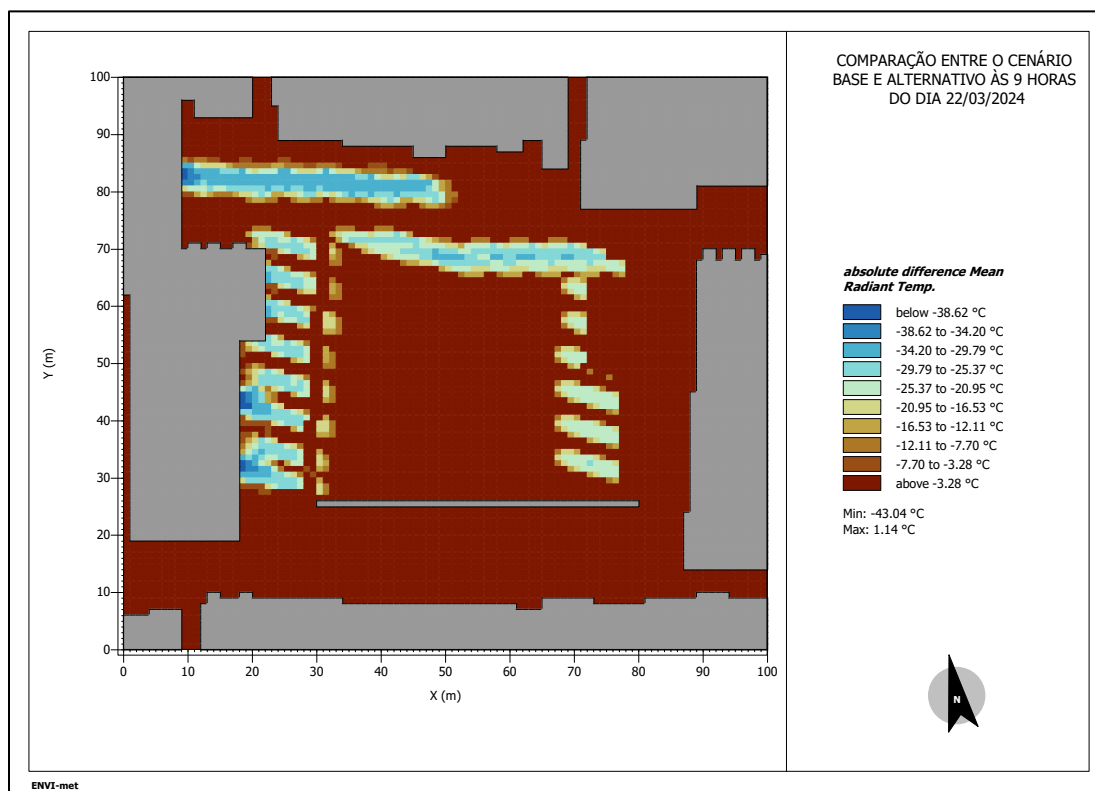 COMPARAÇÃO ENTRE O CENÁRIO
BASE E ALTERNATIVO ÀS 9 HORAS
DO DIA 22/03/2024
100
90
80
70
60
50
40
30
20
10
0
Y (m)
0 10 20 30 40 50 60 70 80 90 100
X (m)
absolute difference Mean
Radiant Temp.
below -38.62 °C
-38.62 to -34.20 °C
-34.20 to -29.79 °C
-29.79 to -25.37 °C
-25.37 to -20.95 °C
-20.95 to -16.53 °C
-16.53 to -12.11 °C
-12.11 to -7.70 °C
-7.70 to -3.28 °C
above -3.28 °C
Min: -43.04 °C
Max: 1.14 °C
N
ENVI-met